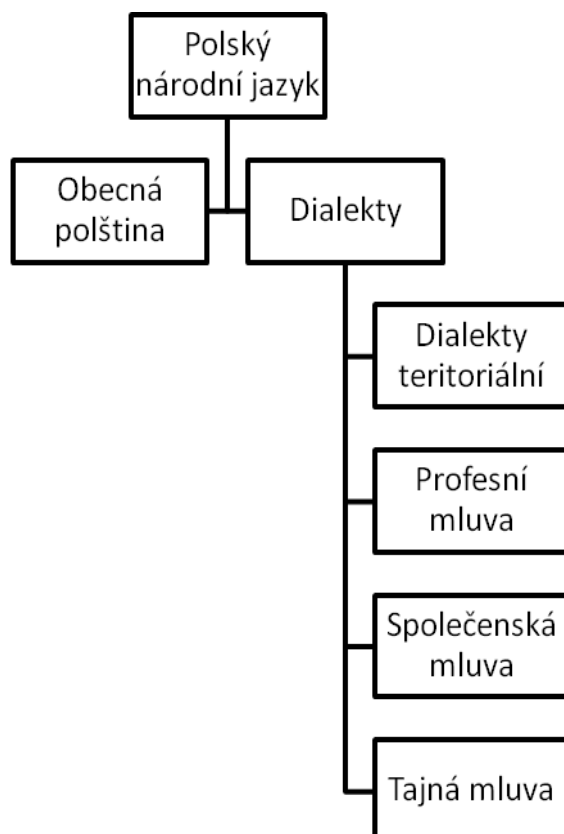 Polský
národní jazyk
Obecná
polština
Dialekty
Dialekty
teritoriální
Profesní
mluva
Společenská
mluva
Tajná mluva